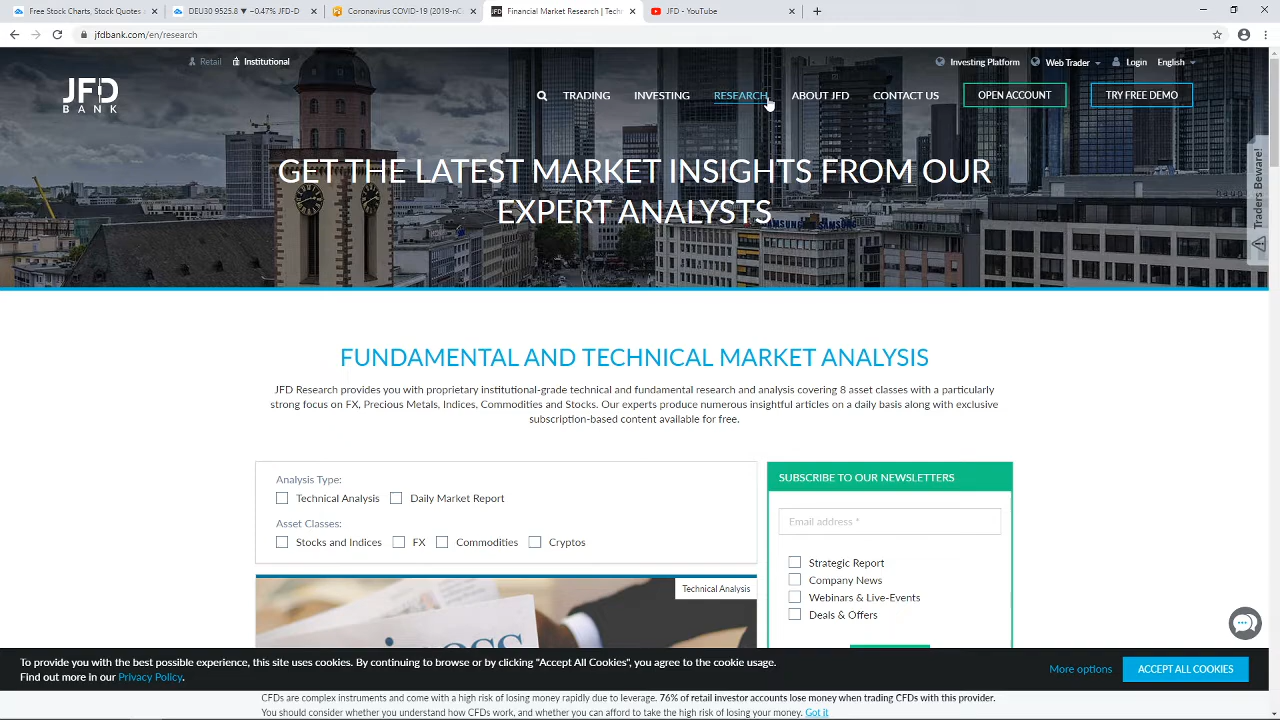 Free Stock Charts, Stock Quotes a
DEU30 9525.8 ▼ −0.47% JFD-D
Coronavirus COVID-19 (2019-nC
Financial Market Research | Tech
JFD - YouTube
jfdbank.com/en/research
Retail Institutional
Investing Platform Web Trader Login English
JFD BANK
TRADING INVESTING RESEARCH ABOUT JFD CONTACT US OPEN ACCOUNT TRY FREE DEMO
Traders Beware!
GET THE LATEST MARKET INSIGHTS FROM OUR
EXPERT ANALYSTS
SAMSUNG SAMSUNG
FUNDAMENTAL AND TECHNICAL MARKET ANALYSIS
JFD Research provides you with proprietary institutional-grade technical and fundamental research and analysis covering 8 asset classes with a particularly
strong focus on FX, Precious Metals, Indices, Commodities and Stocks. Our experts produce numerous insightful articles on a daily basis along with exclusive
subscription-based content available for free.
Analysis Type:
Technical Analysis Daily Market Report
Asset Classes:
Stocks and Indices FX Commodities Cryptos
Technical Analysis
SUBSCRIBE TO OUR NEWSLETTERS
Email address *
Strategic Report
Company News
Webinars & Live-Events
Deals & Offers
To provide you with the best possible experience, this site uses cookies. By continuing to browse or by clicking "Accept All Cookies", you agree to the cookie usage.
Find out more in our Privacy Policy.
More options ACCEPT ALL COOKIES
CFDs are complex instruments and come with a high risk of losing money rapidly due to leverage. 76% of retail investor accounts lose money when trading CFDs with this provider.
You should consider whether you understand how CFDs work, and whether you can afford to take the high risk of losing your money. Got it